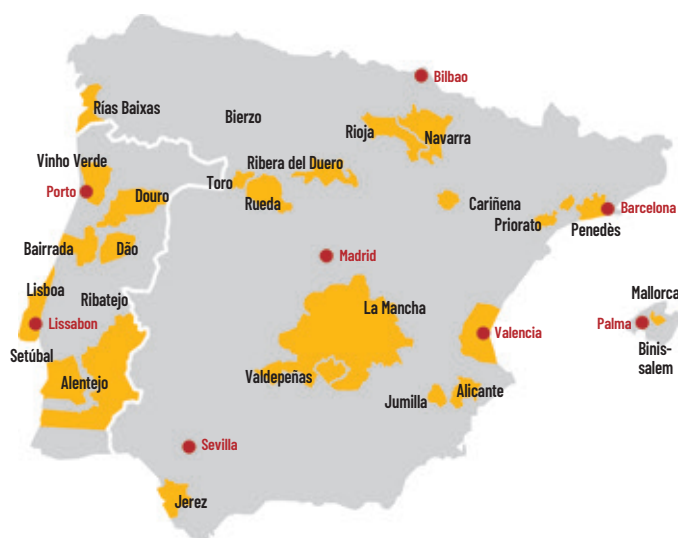 Bilbao
Rías Baixas
Bierzo
Rioja
Navarra
Vinho Verde
Ribera del Duero
Toro
Porto
Douro
Rueda
Cariñena
Barcelona
Priorato
Penedès
Bairrada
Dão
Madrid
Lisboa
Ribatejo
La Mancha
Mallorca
Lissabon
Valencia
Palma
Setúbal
Binis-
salem
Alentejo
Valdepeñas
Jumilla
Alicante
Sevilla
Jerez